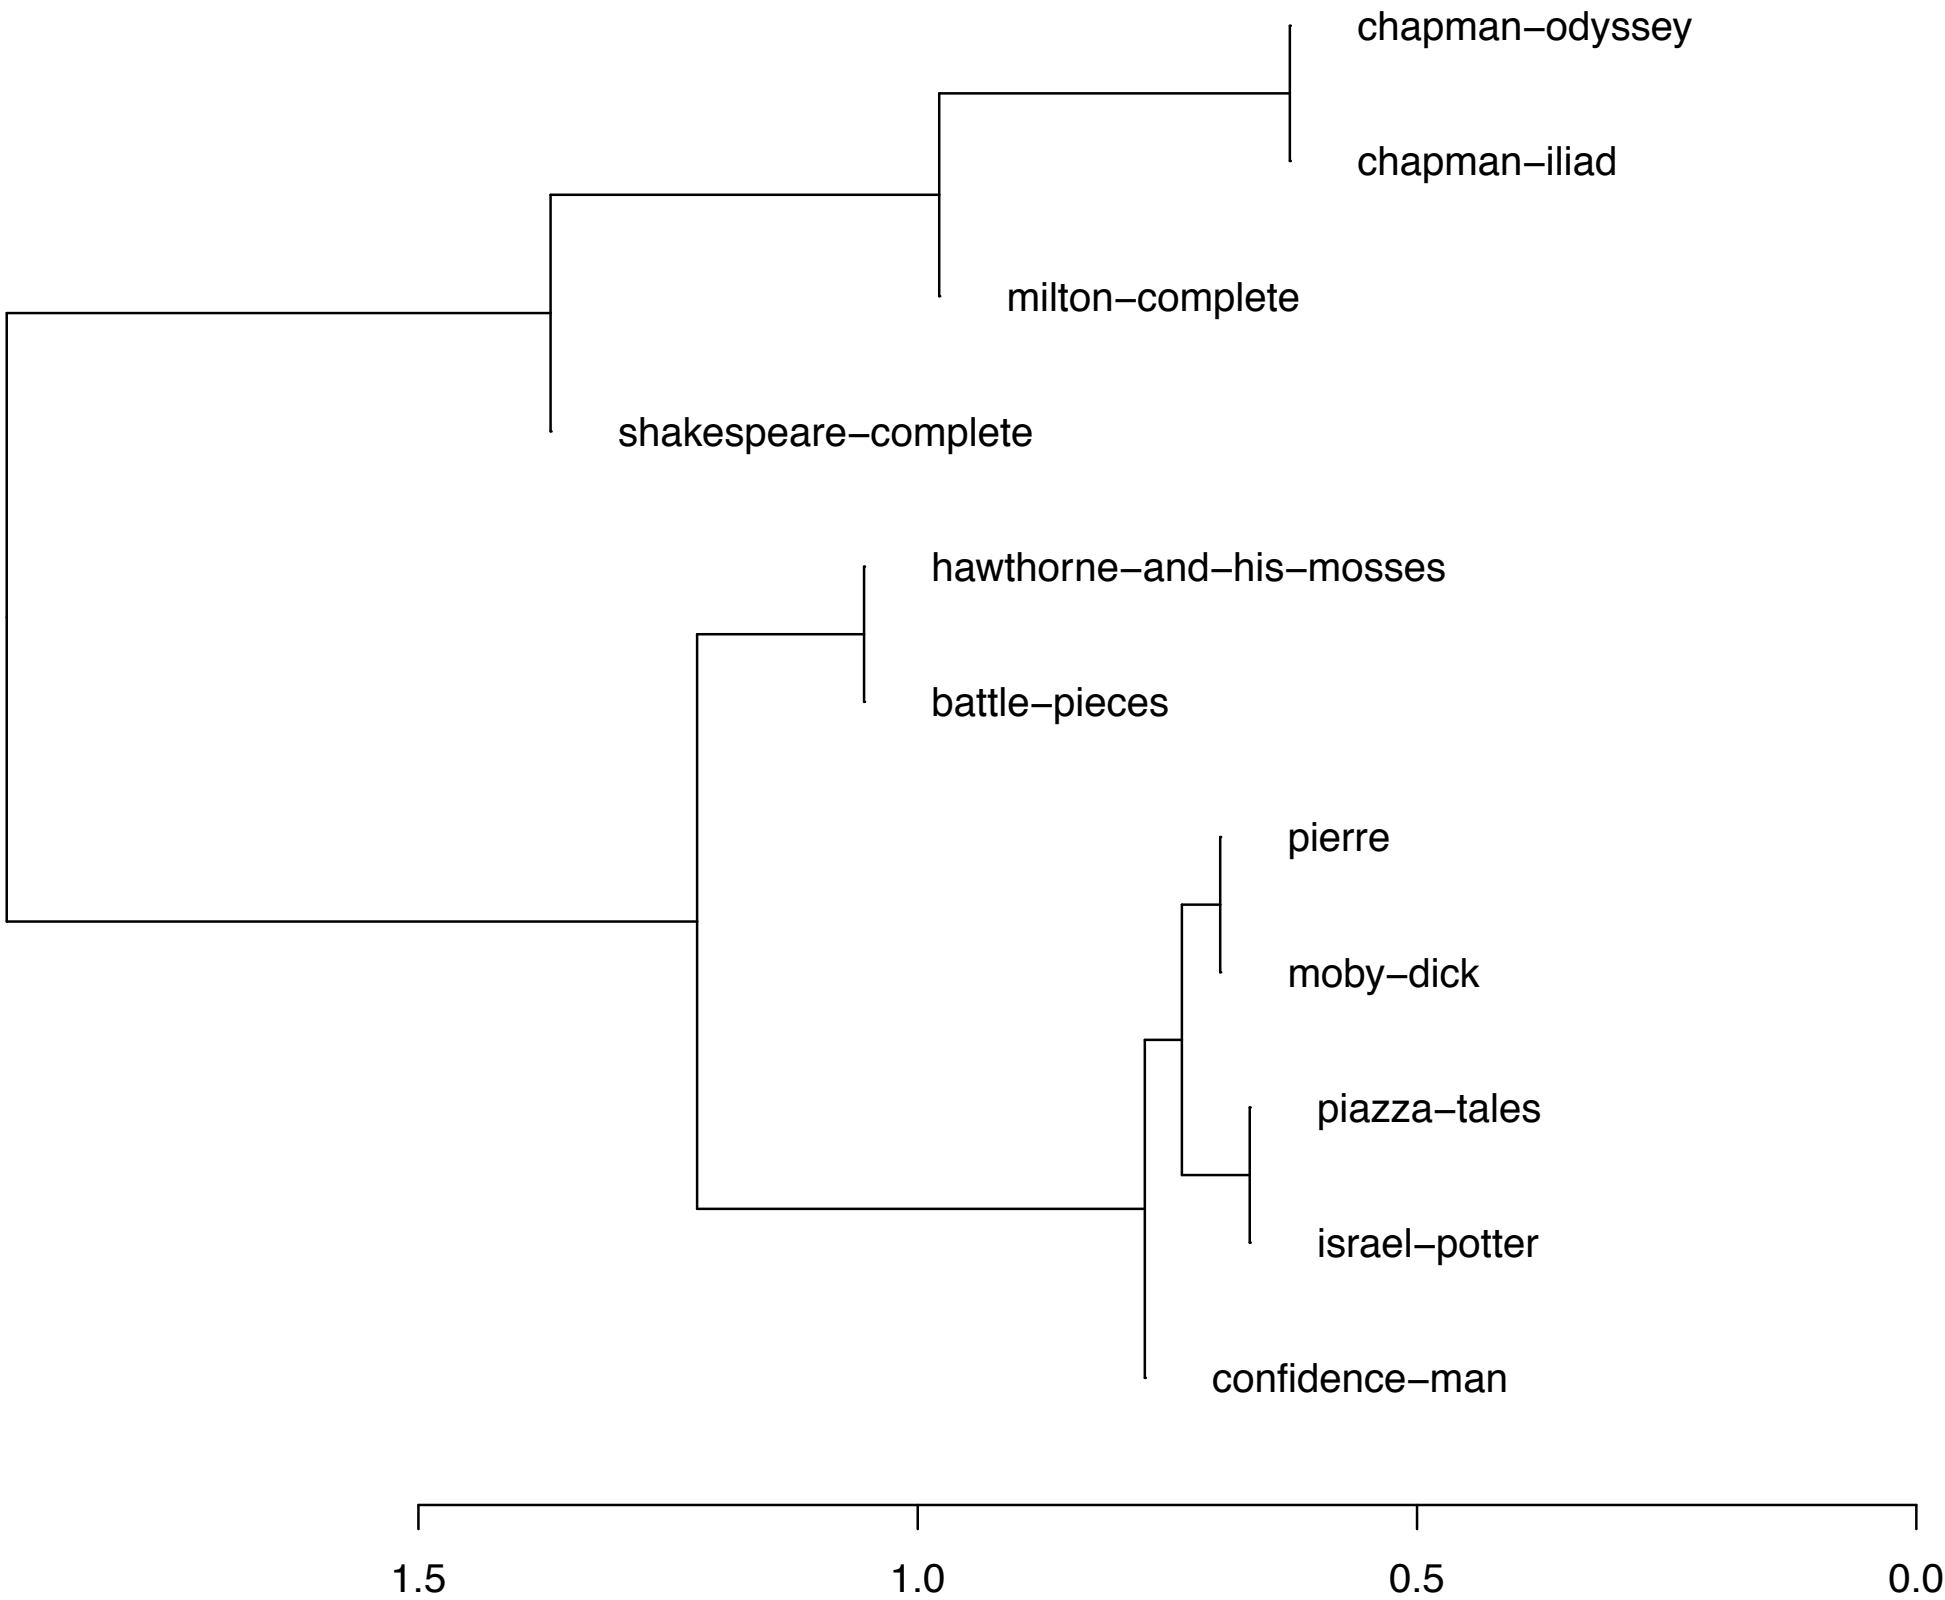 chapman−odyssey
chapman−iliad
milton−complete
shakespeare−complete
hawthorne−and−his−mosses
battle−pieces
pierre
moby−dick
piazza−tales
israel−potter
confidence−man
1.5 1.0 0.5 0.0